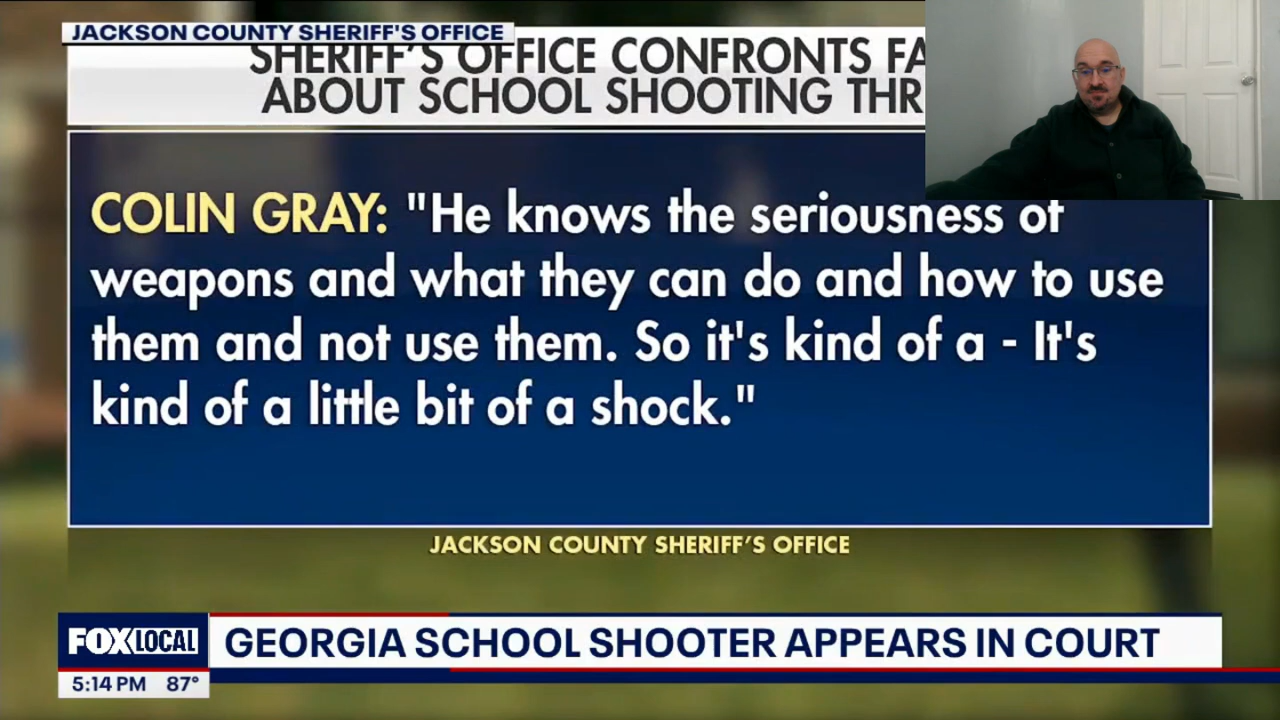 JACKSON COUNTY SHERIFF'S OFFICE
SHERIFF'S OFFICE CONFRONTS
ABOUT SCHOOL SHOOTING
COLIN GRAY: "He knows the seriousness of
weapons and what they can do and how to use
them and not use them. So it's kind of a - It's
kind of a little bit of a shock."
JACKSON COUNTY SHERIFF'S OFFICE
FOX LOCAL
GEORGIA SCHOOL SHOOTER APPEARS IN COURT
5:14 PM 87°